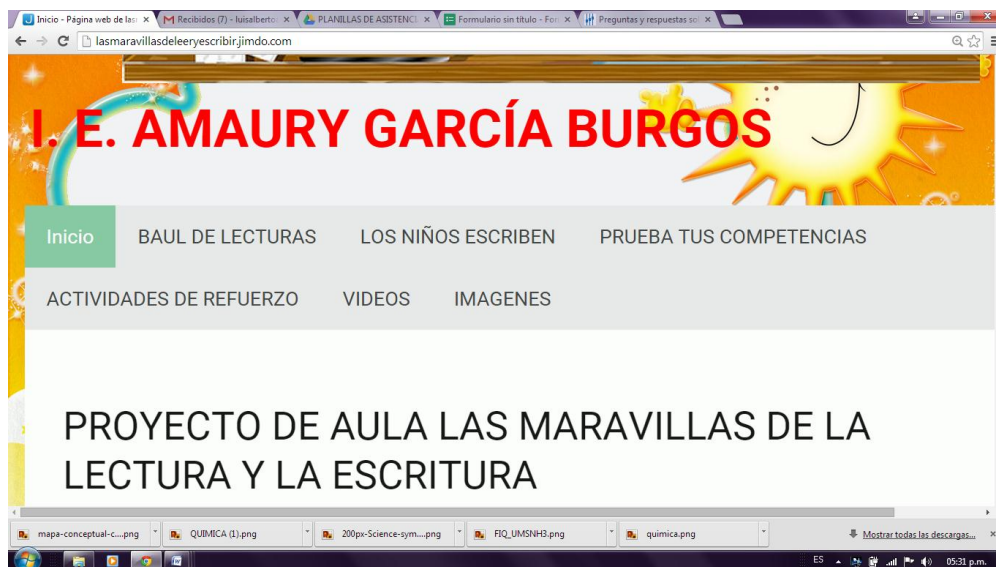 Inicio - Página web de las
Recibidos (7) - luisalberto
PLANILLAS DE ASISTENCI
Formulario sin título - For
Preguntas y respuestas so
lasmaravillasdeleeryescribir.jimdo.com
I. E. AMAURY GARCÍA BURGOS
Inicio BAUL DE LECTURAS LOS NIÑOS ESCRIBEN PRUEBA TUS COMPETENCIAS
ACTIVIDADES DE REFUERZO VIDEOS IMAGENES
PROYECTO DE AULA LAS MARAVILLAS DE LA
LECTURA Y LA ESCRITURA
mapa-conceptual-c....png QUIMICA (1).png 200px-Science-sym....png FIQ_UMSNH3.png quimica.png Mostrar todas las descargas...
ES 05:31 p.m.